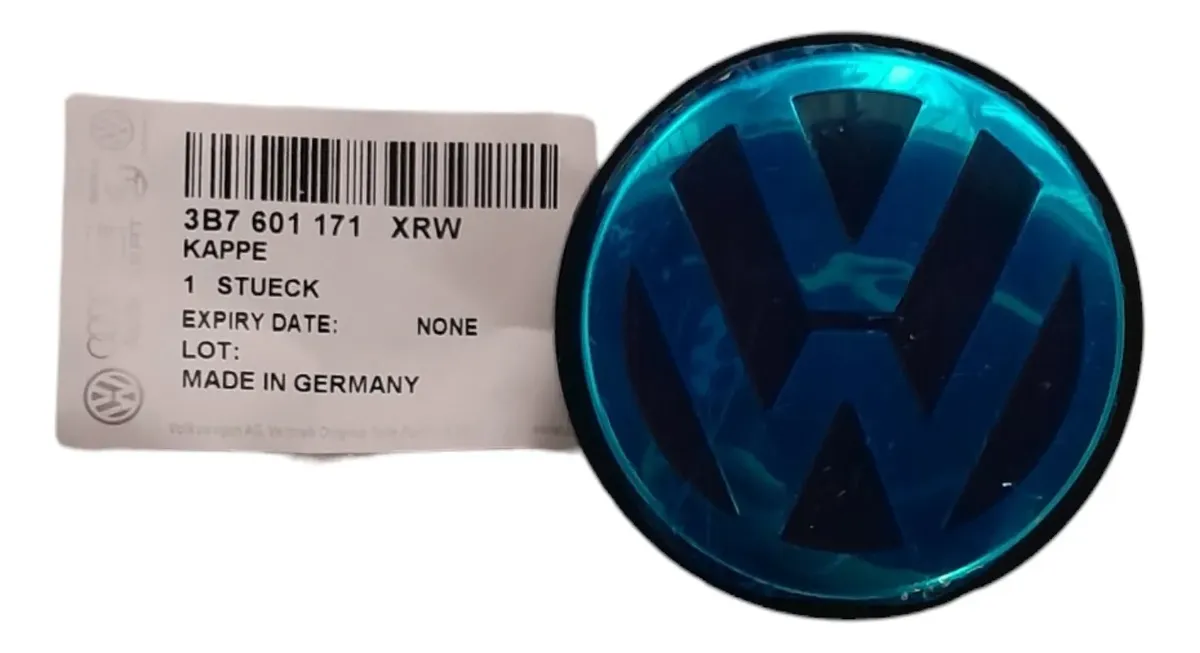 3B7 601 171 XRW
KAPPE
1 STUECK
EXPIRY DATE: NONE
LOT:
MADE IN GERMANY